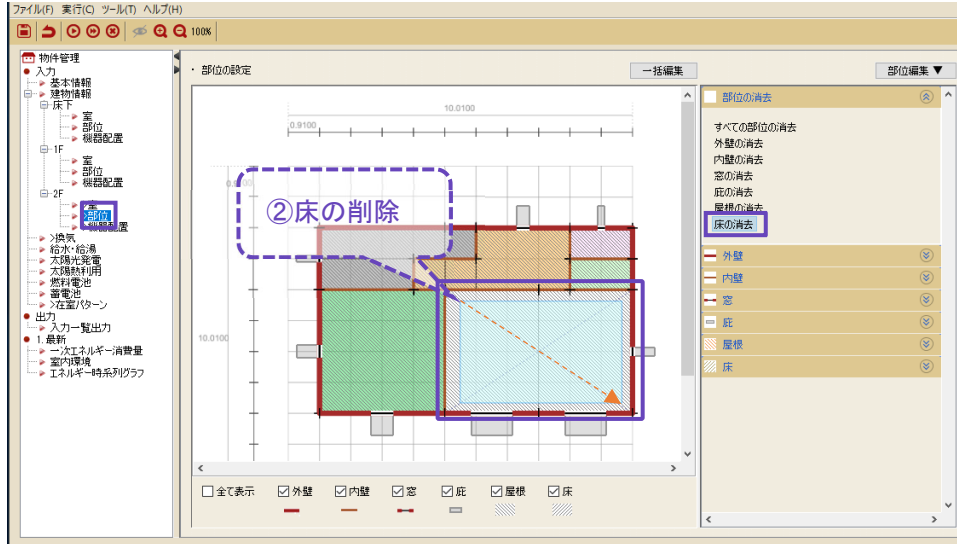 ファイル(F) 実行(C) ツール(T) ヘルプ(H)
100%
物件管理
入力
基本情報
建物情報
床下
室
部位
機器配置
1F
室
部位
機器配置
2F
>室
>部位
>機器配置
>換気
給水・給湯
太陽光発電
太陽熱利用
燃料電池
蓄電池
>在室パターン
出力
入力一覧出力
1. 最新
一次エネルギー消費量
室内環境
エネルギー時系列グラフ
・ 部位の設定
一括編集
部位編集 ▼
10.0100
0.9100
②床の削除
10.0100
全て表示
外壁
内壁
窓
庇
屋根
床
部位の消去
すべての部位の消去
外壁の消去
内壁の消去
窓の消去
庇の消去
屋根の消去
床の消去
外壁
内壁
窓
庇
屋根
床